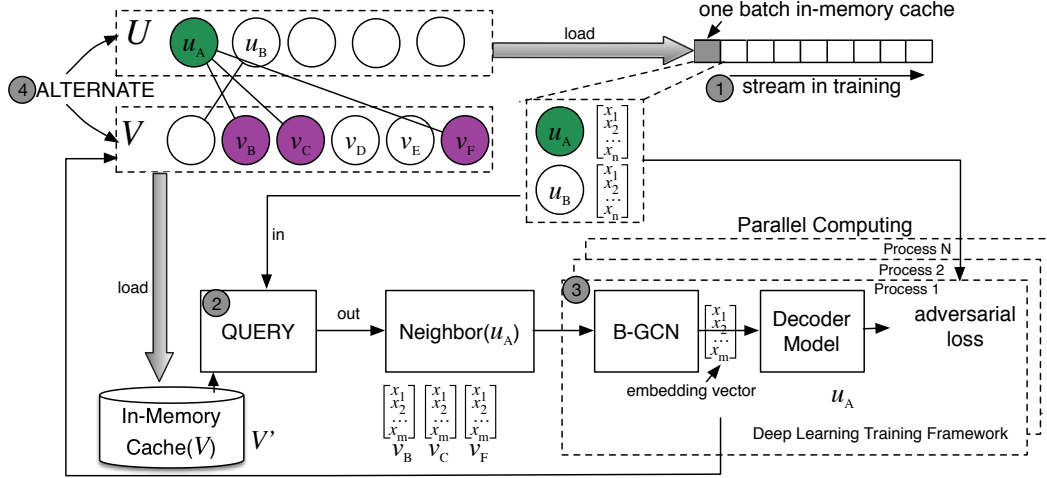 one batch in-memory cache
U
u_A
u_B
load
1
stream in training
4
ALTERNATE
V
v_B
v_C
v_D
v_E
v_F
u_A
x_1
x_2
...
x_n
u_B
x_1
x_2
...
x_n
in
load
Parallel Computing
Process N
Process 2
Process 1
2
QUERY
out
Neighbor(u_A)
3
B-GCN
x_1
x_2
...
x_m
Decoder
Model
adversarial
loss
embedding vector
u_A
In-Memory
Cache(V)
V'
x_1
x_2
...
x_m
v_B
x_1
x_2
...
x_m
v_C
x_1
x_2
...
x_m
v_F
Deep Learning Training Framework